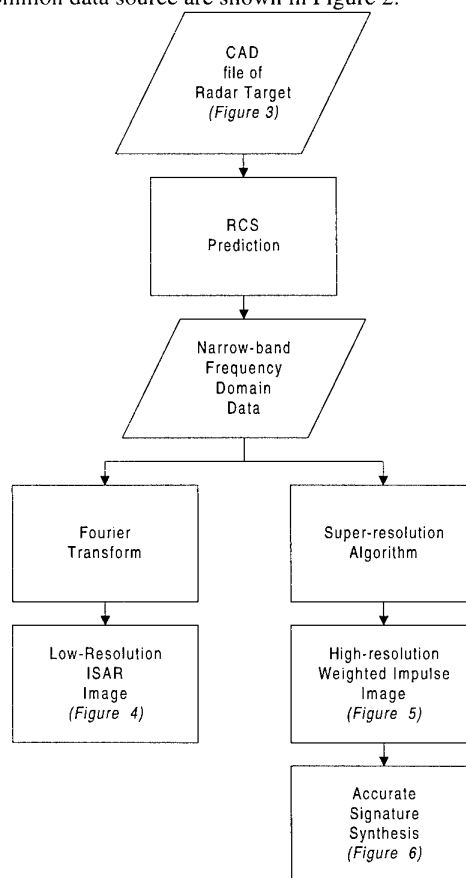 data source are shown in Figure 2.
CAD
file of
Radar Target
(Figure 3)
RCS
Prediction
Narrow-band
Frequency
Domain
Data
Fourier
Transform
Super-resolution
Algorithm
Low-Resolution
ISAR
Image
(Figure 4)
High-resolution
Weighted Impulse
Image
(Figure 5)
Accurate
Signature
Synthesis
(Figure 6)